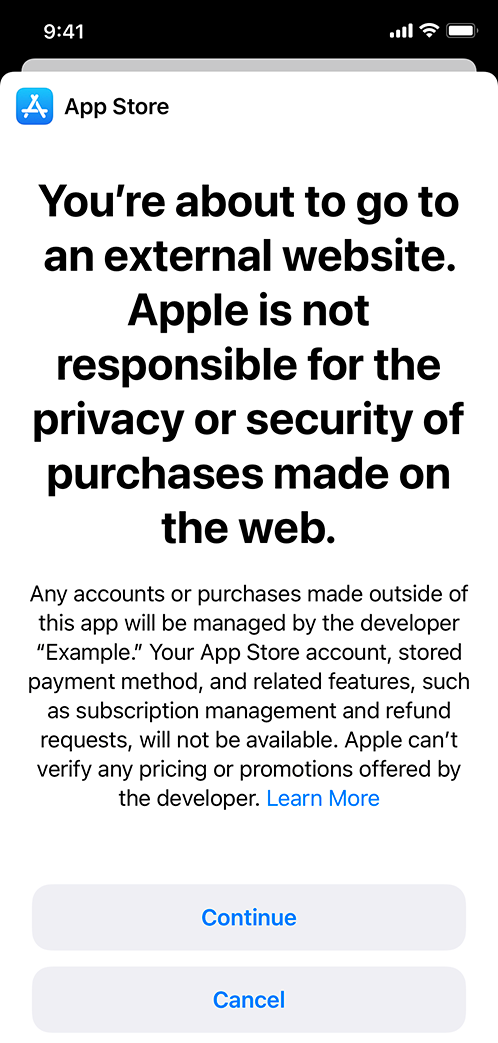 9:41
App Store
You’re about to go to
an external website.
Apple is not
responsible for the
privacy or security of
purchases made on
the web.
Any accounts or purchases made outside of
this app will be managed by the developer
“Example.” Your App Store account, stored
payment method, and related features, such
as subscription management and refund
requests, will not be available. Apple can’t
verify any pricing or promotions offered by
the developer. Learn More
Continue
Cancel